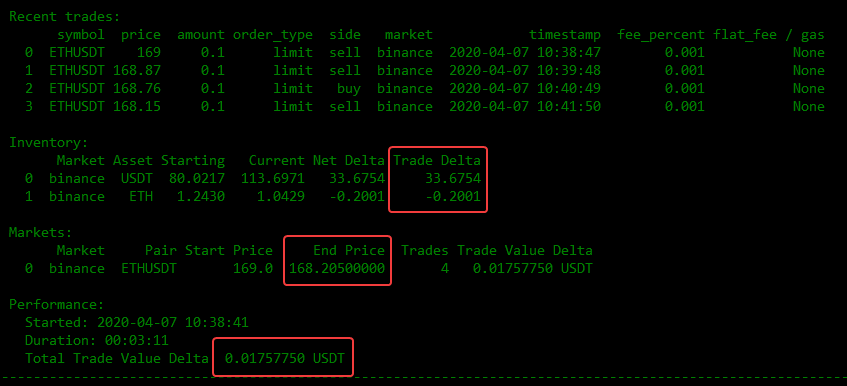 Recent trades:
symbol price amount order_type side market timestamp fee_percent flat_fee / gas
0 ETHUSDT 169 0.1 limit sell binance 2020-04-07 10:38:47 0.001 None
1 ETHUSDT 168.87 0.1 limit sell binance 2020-04-07 10:39:48 0.001 None
2 ETHUSDT 168.76 0.1 limit buy binance 2020-04-07 10:40:49 0.001 None
3 ETHUSDT 168.15 0.1 limit sell binance 2020-04-07 10:41:50 0.001 None
Inventory:
Market Asset Starting Current Net Delta Trade Delta
0 binance USDT 80.0217 113.6971 33.6754 33.6754
1 binance ETH 1.2430 1.0429 -0.2001 -0.2001
Markets:
Market Pair Start Price End Price Trades Trade Value Delta
0 binance ETHUSDT 169.0 168.20500000 4 0.01757750 USDT
Performance:
Started: 2020-04-07 10:38:41
Duration: 00:03:11
Total Trade Value Delta 0.01757750 USDT